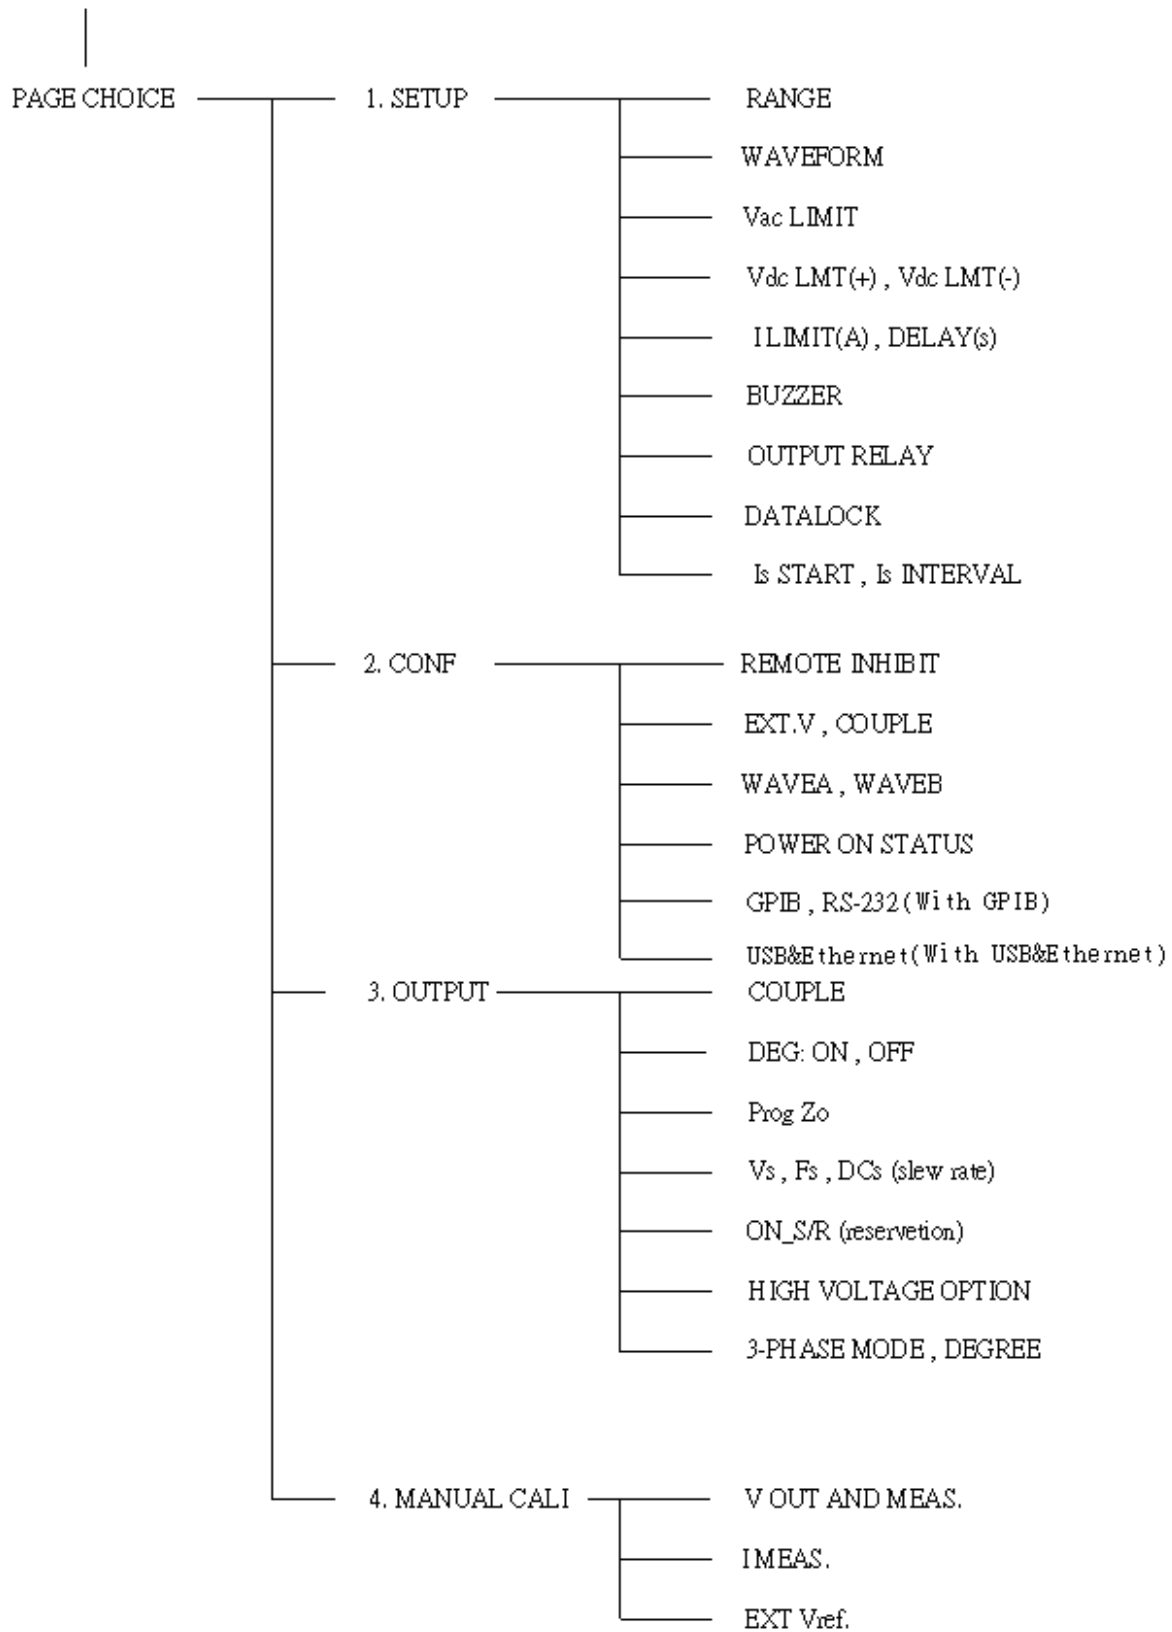 PAGE CHOICE
1. SETUP
RANGE
WAVEFORM
Vac LIMIT
Vdc LMT(+) , Vdc LMT(-)
I LIMIT(A) , DELAY(s)
BUZZER
OUTPUT RELAY
DATALOCK
Is START , Is INTERVAL
2. CONF
REMOTE INHIBIT
EXT.V , COUPLE
WAVEA , WAVEB
POWER ON STATUS
GPIB , RS-232(With GPIB)
USB&Ethernet(With USB&Ethernet)
3. OUTPUT
COUPLE
DEG: ON , OFF
Prog Zo
Vs , Fs , DCs (slew rate)
ON_S/R (reservetion)
HIGH VOLTAGE OPTION
3-PHASE MODE , DEGREE
4. MANUAL CALI
V OUT AND MEAS.
I MEAS.
EXT Vref.